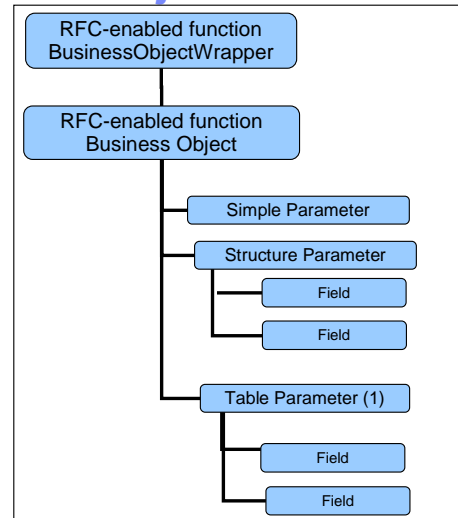 RFC-enabled function
BusinessObjectWrapper
RFC-enabled function
Business Object
Simple Parameter
Structure Parameter
Field
Field
Table Parameter (1)
Field
Field